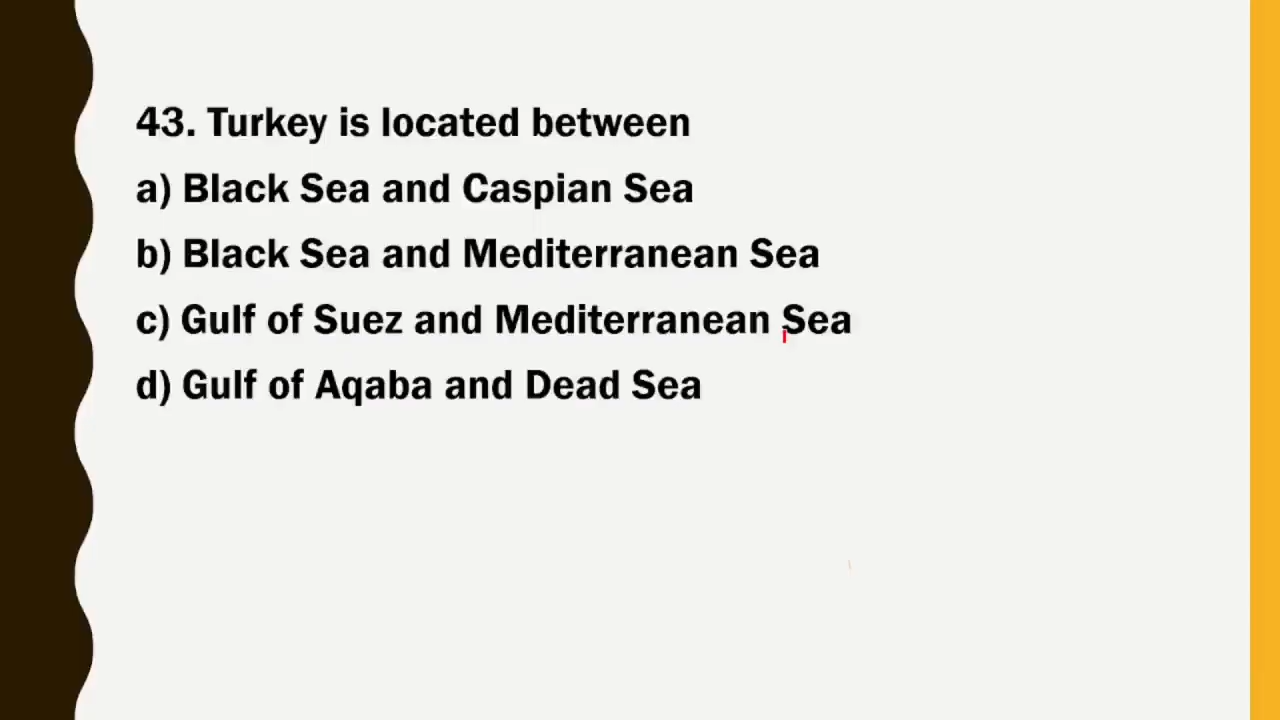 43. Turkey is located between
a) Black Sea and Caspian Sea
b) Black Sea and Mediterranean Sea
c) Gulf of Suez and Mediterranean Sea
d) Gulf of Aqaba and Dead Sea